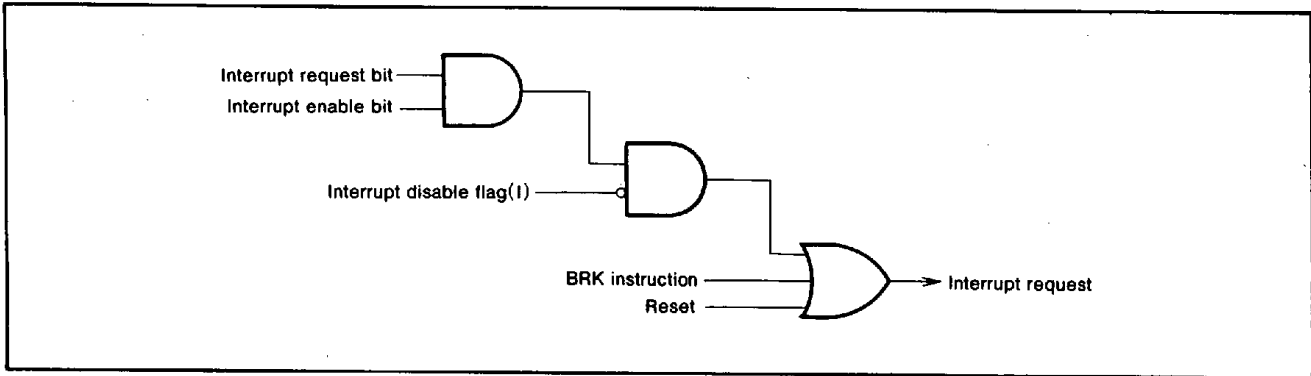 Interrupt request bit
Interrupt enable bit
Interrupt disable flag(I)
BRK instruction
Reset
Interrupt request